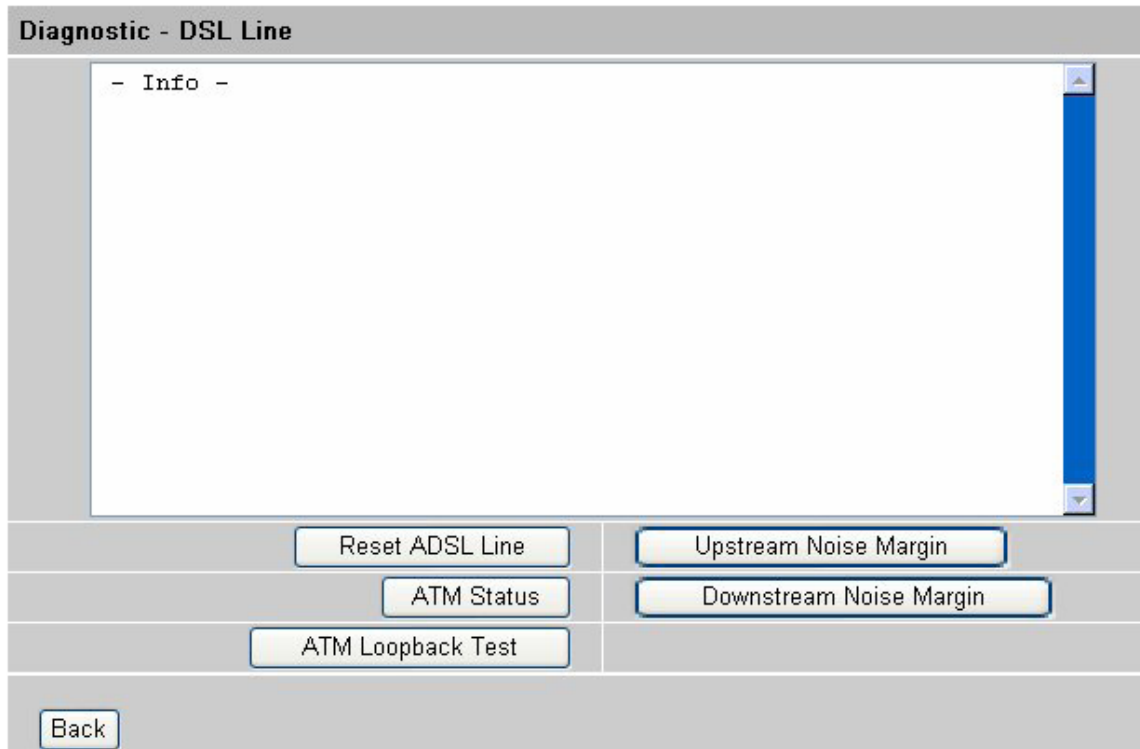 Diagnostic - DSL Line
- Info -
Reset ADSL Line
Upstream Noise Margin
ATM Status
Downstream Noise Margin
ATM Loopback Test
Back